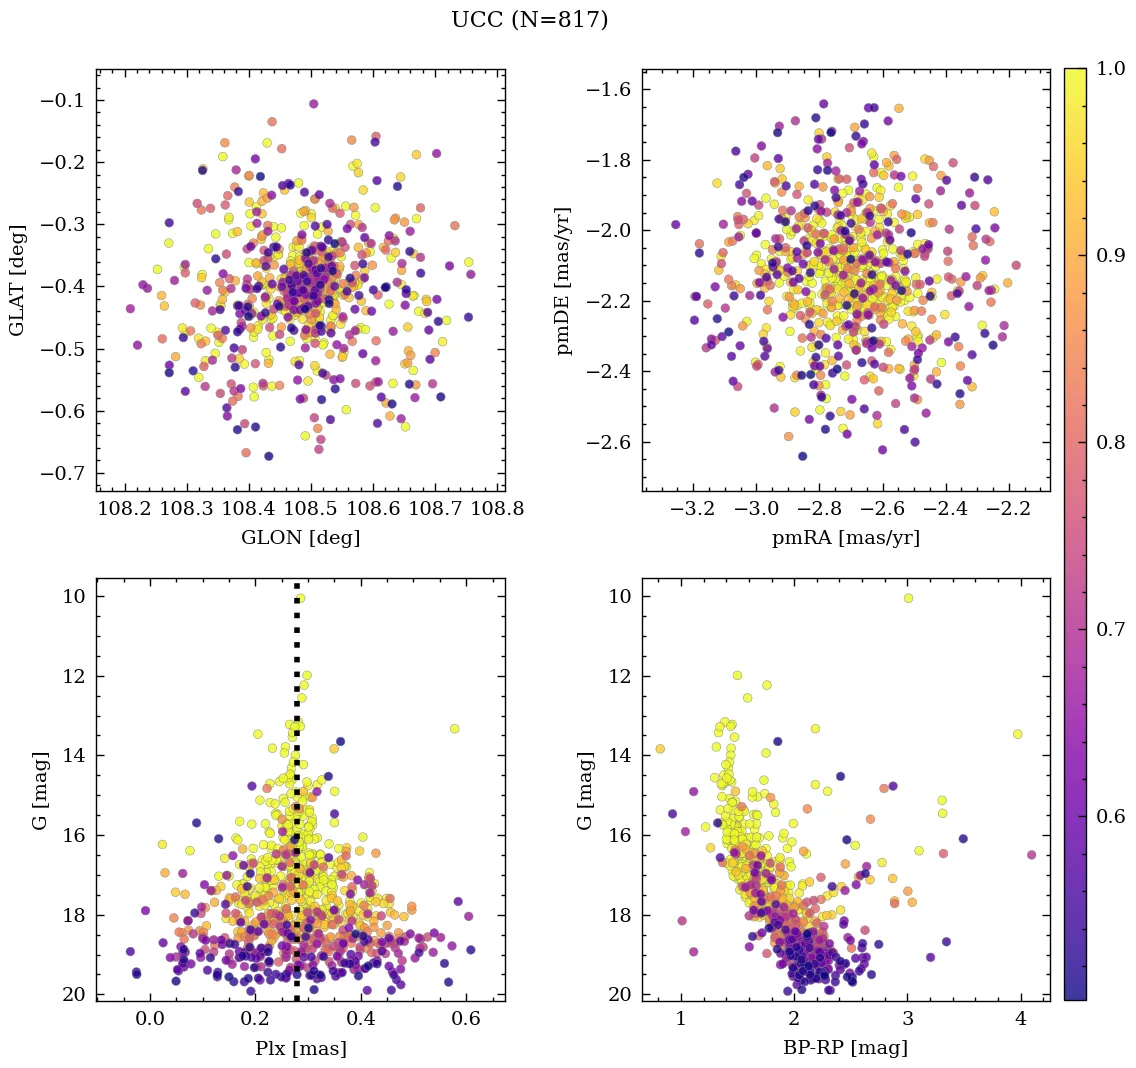 UCC (N=817)
−0.1
−0.2
−0.3
−0.4
−0.5
−0.6
−0.7
GLAT [deg]
108.2 108.3 108.4 108.5 108.6 108.7 108.8
GLON [deg]
−1.6
−1.8
−2.0
−2.2
−2.4
−2.6
pmDE [mas/yr]
−3.2 −3.0 −2.8 −2.6 −2.4 −2.2
pmRA [mas/yr]
1.0
0.9
0.8
0.7
0.6
10
12
14
16
18
20
G [mag]
0.0 0.2 0.4 0.6
Plx [mas]
10
12
14
16
18
20
G [mag]
1 2 3 4
BP-RP [mag]